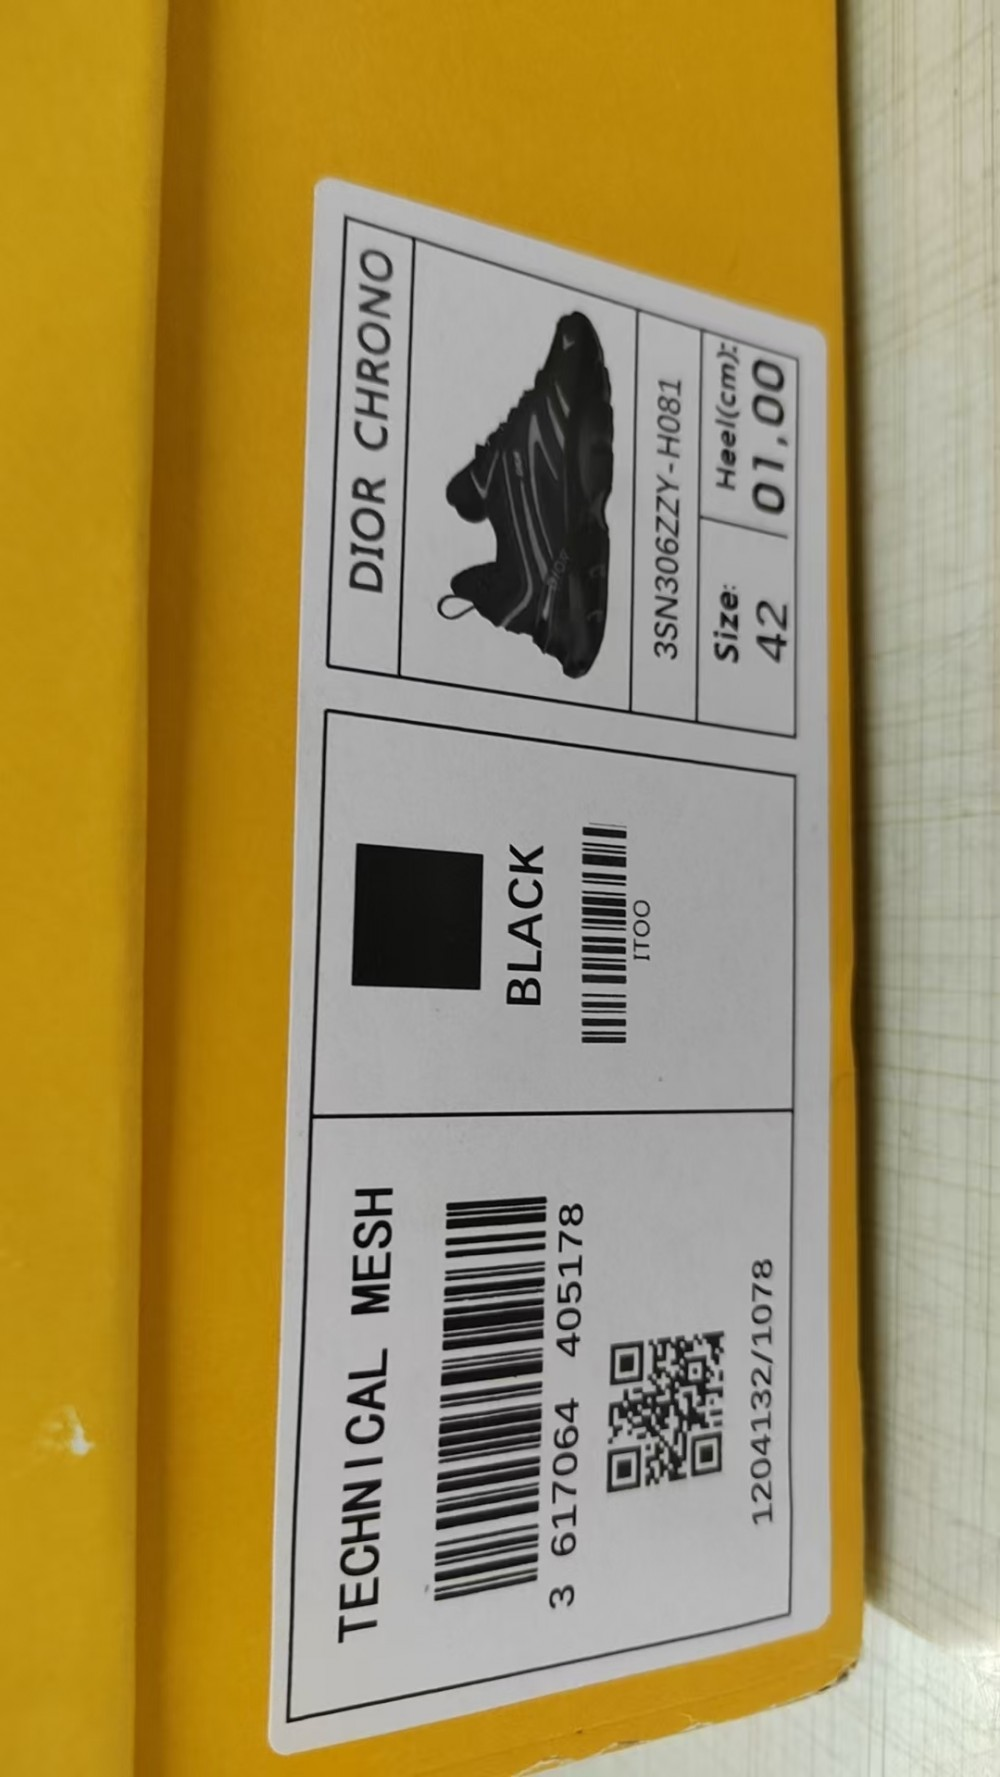 TECHNICAL MESH
3 617064 405178
1204132/1078
BLACK
ITOO
DIOR CHRONO
3SN306ZZY-H081
Size:
42
Heel(cm):
01,00